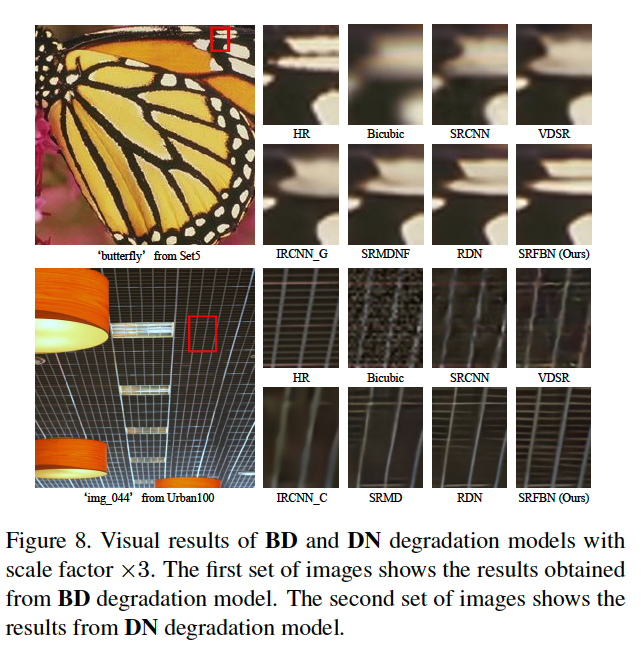 HR Bicubic SRCNN VDSR
‘butterfly’ from Set5 IRCNN_G SRMDNF RDN SRFBN (Ours)
HR Bicubic SRCNN VDSR
‘img_044’ from Urban100 IRCNN_C SRMD RDN SRFBN (Ours)
Figure 8. Visual results of BD and DN degradation models with
scale factor ×3. The first set of images shows the results obtained
from BD degradation model. The second set of images shows the
results from DN degradation model.